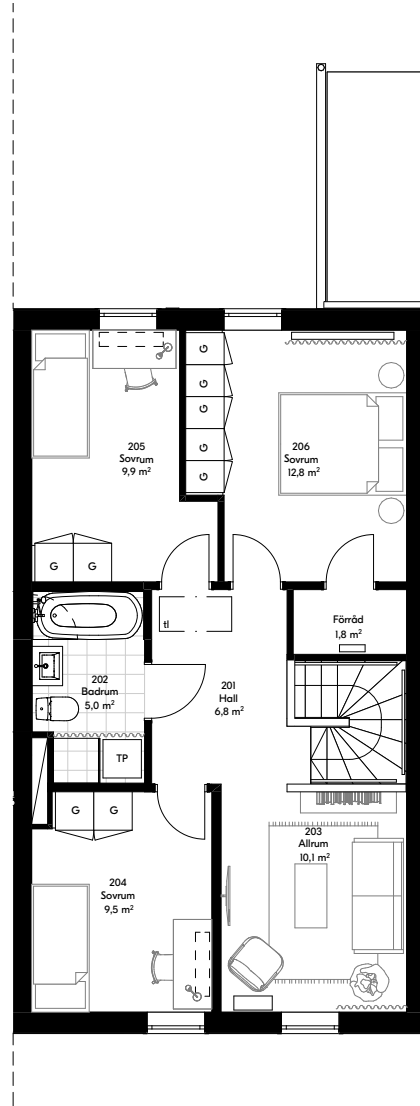 G
G
G
G
G
205
Sovrum
9,9 m²
206
Sovrum
12,8 m²
G G
tl
Förråd
1,8 m²
202
Badrum
5,0 m²
201
Hall
6,8 m²
TP
G G
203
Allrum
10,1 m²
204
Sovrum
9,5 m²